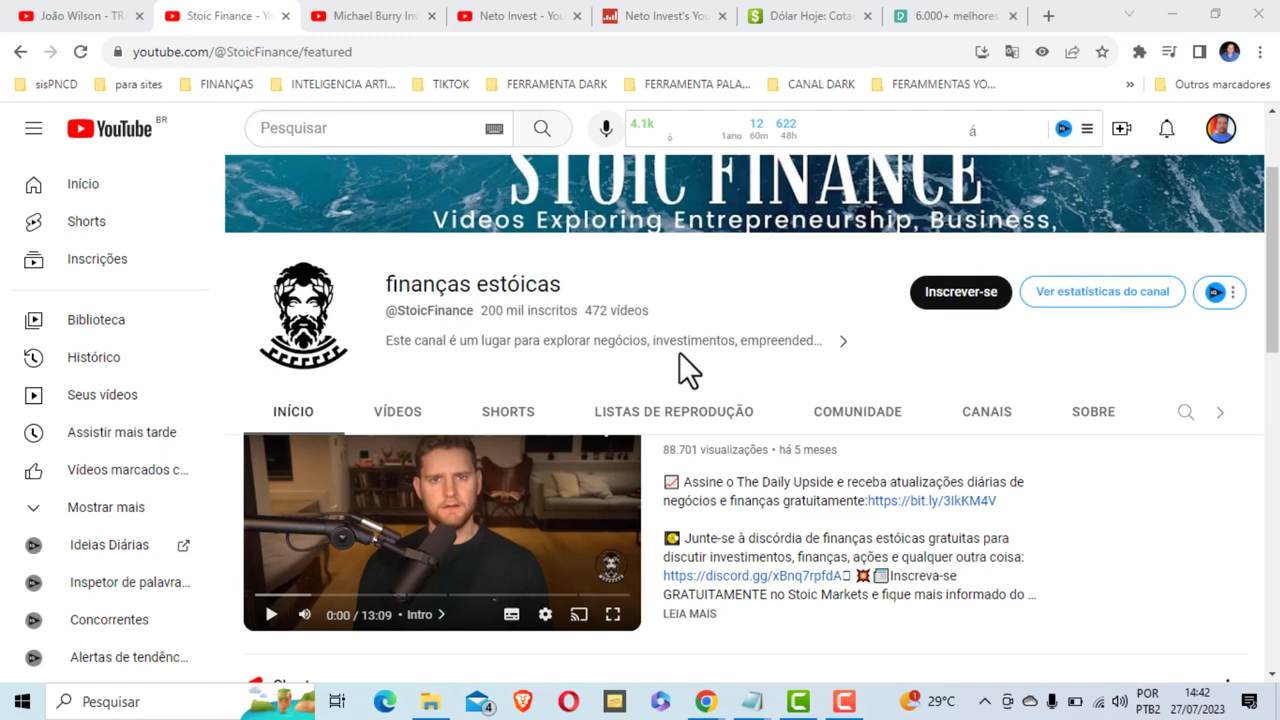 João Wilson - TRA
Stoic Finance - Yo
Michael Burry Inv
Neto Invest - You
Neto Invest's You
Dólar Hoje: Cota
6.000+ melhores
youtube.com/@StoicFinance/featured
sisPNCD
para sites
FINANÇAS
INTELIGENCIA ARTI...
TIKTOK
FERRAMENTA DARK
FERRAMENTA PALA...
CANAL DARK
FERAMMENTAS YO...
»
Outros marcadores
YouTube BR
Pesquisar
4.1k
12
622
1ano
60m
48h
á
Início
Shorts
Inscrições
Biblioteca
Histórico
Seus vídeos
Assistir mais tarde
Vídeos marcados c...
Mostrar mais
Ideias Diárias
Inspetor de palavra...
Concorrentes
Alertas de tendênc...
STOIC FINANCE
Videos Exploring Entrepreneurship, Business,
finanças estóicas
@StoicFinance 200 mil inscritos 472 vídeos
Este canal é um lugar para explorar negócios, investimentos, empreended...
Inscrever-se
Ver estatísticas do canal
INÍCIO
VÍDEOS
SHORTS
LISTAS DE REPRODUÇÃO
COMUNIDADE
CANAIS
SOBRE
0:00 / 13:09 • Intro
88.701 visualizações • há 5 meses
📈 Assine o The Daily Upside e receba atualizações diárias de
negócios e finanças gratuitamente:https://bit.ly/3IkKM4V
Junte-se à discórdia de finanças estóicas gratuitas para
discutir investimentos, finanças, ações e qualquer outra coisa:
https://discord.gg/xBnq7rpfdA 💥 Inscreva-se
GRATUITAMENTE no Stoic Markets e fique mais informado do ...
LEIA MAIS
Pesquisar
4
1
29°C
POR
PTB2
14:42
27/07/2023